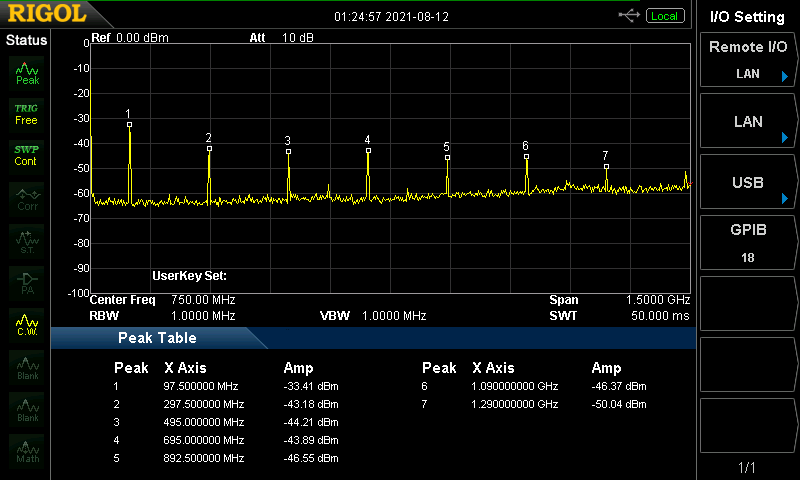 RIGOL
01:24:57 2021-08-12
Local
I/O Setting
Status
Ref 0.00 dBm
Att 10 dB
Remote I/O
LAN
Peak
TRIG
Free
SWP
Cont
Corr
S.T.
PA
C.W.
Blank
Blank
Math
0
-10
-20
-30
-40
-50
-60
-70
-80
-90
-100
1
2
3
4
5
6
7
UserKey Set:
Center Freq 750.00 MHz
Span 1.5000 GHz
RBW 1.0000 MHz
VBW 1.0000 MHz
SWT 50.000 ms
LAN
USB
GPIB
18
Peak Table
Peak X Axis Amp Peak X Axis Amp
1 97.500000 MHz -33.41 dBm 6 1.090000000 GHz -46.37 dBm
2 297.500000 MHz -43.18 dBm 7 1.290000000 GHz -50.04 dBm
3 495.000000 MHz -44.21 dBm
4 695.000000 MHz -43.89 dBm
5 892.500000 MHz -46.55 dBm
1/1